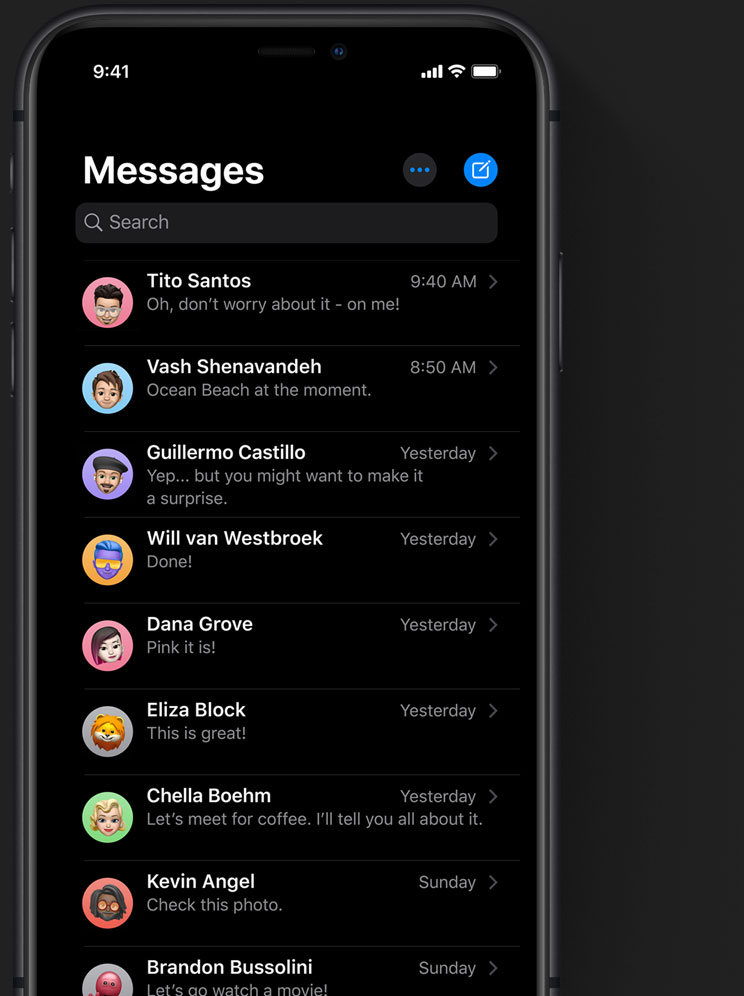 9:41
Messages
Search
Tito Santos
9:40 AM
Oh, don’t worry about it - on me!
Vash Shenavandeh
8:50 AM
Ocean Beach at the moment.
Guillermo Castillo
Yesterday
Yep... but you might want to make it
a surprise.
Will van Westbroek
Yesterday
Done!
Dana Grove
Yesterday
Pink it is!
Eliza Block
Yesterday
This is great!
Chella Boehm
Yesterday
Let’s meet for coffee. I’ll tell you all about it.
Kevin Angel
Sunday
Check this photo.
Brandon Bussolini
Sunday
Let’s go watch a movie!